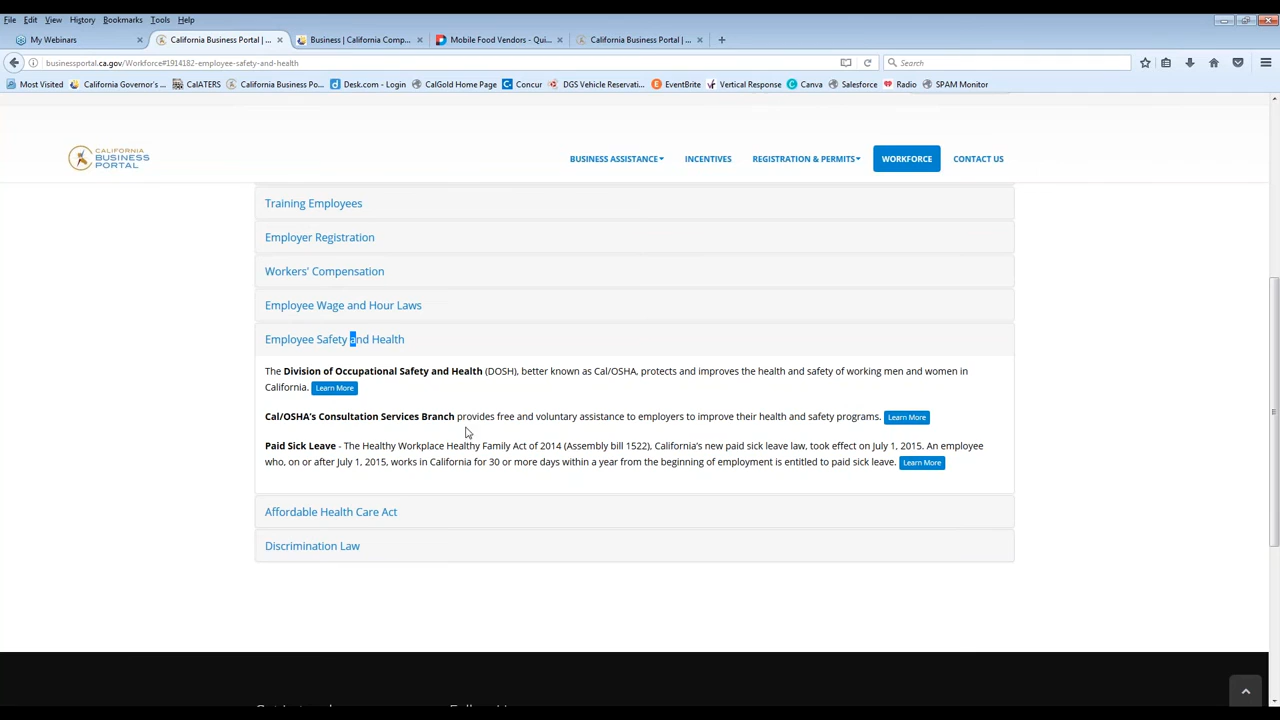 File Edit View History Bookmarks Tools Help
My Webinars × California Business Portal | ... × Business | California Comp... × Mobile Food Vendors - Qui... × California Business Portal | ... × +
businessportal.ca.gov/Workforce#1914182-employee-safety-and-health Search
Most Visited California Governor's ... CalATERS California Business Po... Desk.com - Login CalGold Home Page Concur DGS Vehicle Reservati... EventBrite Vertical Response Canva Salesforce Radio SPAM Monitor
CALIFORNIA
BUSINESS
PORTAL
BUSINESS ASSISTANCE INCENTIVES REGISTRATION & PERMITS WORKFORCE CONTACT US
Training Employees
Employer Registration
Workers' Compensation
Employee Wage and Hour Laws
Employee Safety and Health
The Division of Occupational Safety and Health (DOSH), better known as Cal/OSHA, protects and improves the health and safety of working men and women in
California. Learn More
Cal/OSHA's Consultation Services Branch provides free and voluntary assistance to employers to improve their health and safety programs. Learn More
Paid Sick Leave - The Healthy Workplace Healthy Family Act of 2014 (Assembly bill 1522), California's new paid sick leave law, took effect on July 1, 2015. An employee
who, on or after July 1, 2015, works in California for 30 or more days within a year from the beginning of employment is entitled to paid sick leave. Learn More
Affordable Health Care Act
Discrimination Law